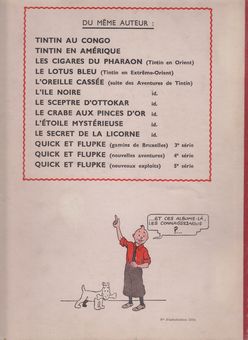 DU MÊME AUTEUR :
TINTIN AU CONGO
TINTIN EN AMÉRIQUE
LES CIGARES DU PHARAON (Tintin en Orient)
LE LOTUS BLEU (Tintin en Extrême-Orient)
L'OREILLE CASSÉE (suite des Aventures de Tintin)
L'ILE NOIRE id.
LE SCEPTRE D'OTTOKAR id.
LE CRABE AUX PINCES D'OR id.
L'ÉTOILE MYSTÉRIEUSE id.
LE SECRET DE LA LICORNE id.
QUICK ET FLUPKE (gamins de Bruxelles) 3e série
QUICK ET FLUPKE (nouvelles aventures) 4e série
QUICK ET FLUPKE (nouveaux exploits) 5e série
...ET CES ALBUMS-LÀ,
LES CONNAISSEZ-VOUS
?...